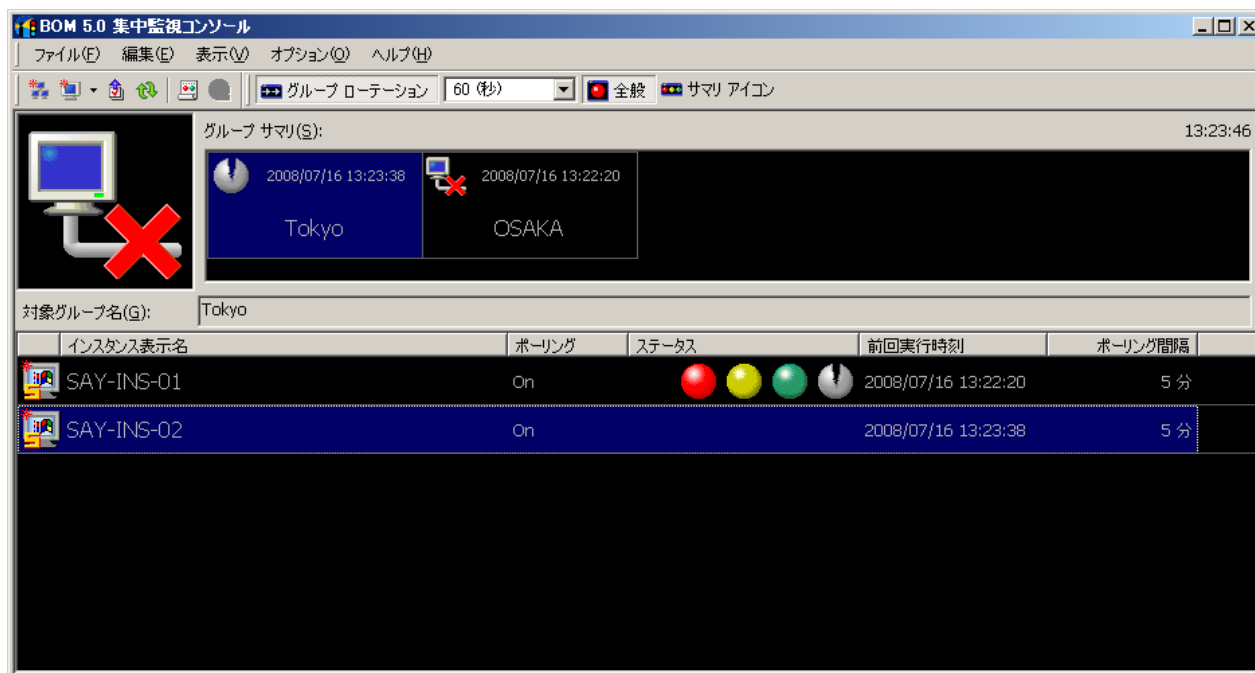 BOM 5.0 集中監視コンソール
ファイル(F) 編集(E) 表示(V) オプション(O) ヘルプ(H)
グループ ローテーション 60 (秒) 全般 サマリ アイコン
グループ サマリ(S): 13:23:46
2008/07/16 13:23:38 2008/07/16 13:22:20
Tokyo OSAKA
対象グループ名(G): Tokyo
インスタンス表示名 ポーリング ステータス 前回実行時刻 ポーリング間隔
SAY-INS-01 On 2008/07/16 13:22:20 5 分
SAY-INS-02 On 2008/07/16 13:23:38 5 分